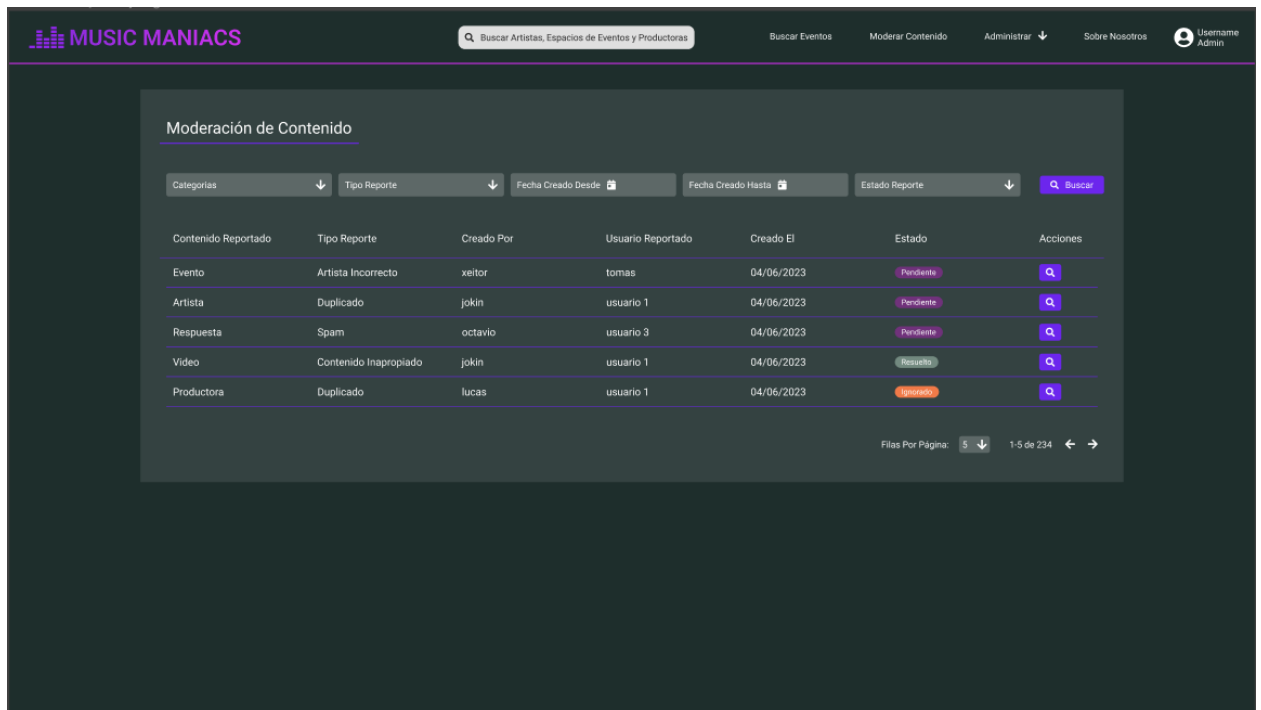 MUSIC MANIACS
Buscar Artistas, Espacios de Eventos y Productoras
Buscar Eventos
Moderar Contenido
Administrar
Sobre Nosotros
Username
Admin
Moderación de Contenido
Categorias
Tipo Reporte
Fecha Creado Desde
Fecha Creado Hasta
Estado Reporte
Buscar
Contenido Reportado Tipo Reporte Creado Por Usuario Reportado Creado El Estado Acciones
Evento Artista Incorrecto xeitor tomas 04/06/2023 Pendiente
Artista Duplicado jokin usuario 1 04/06/2023 Pendiente
Respuesta Spam octavio usuario 3 04/06/2023 Pendiente
Video Contenido Inapropiado jokin usuario 1 04/06/2023 Resuelto
Productora Duplicado lucas usuario 1 04/06/2023 Ignorado
Filas Por Página: 5 1-5 de 234